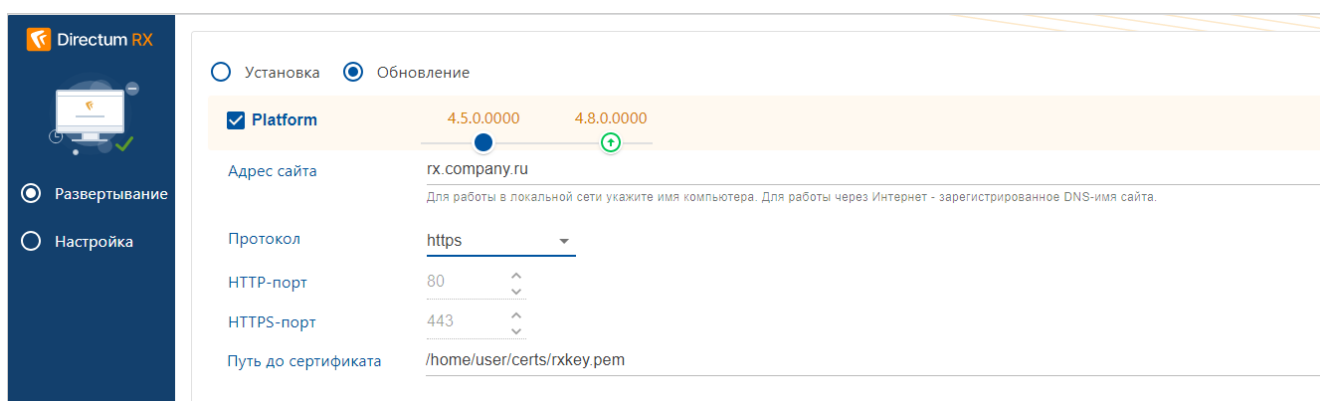 Directum RX
Установка
Обновление
Platform
4.5.0.0000
4.8.0.0000
Адрес сайта
rx.company.ru
Для работы в локальной сети укажите имя компьютера. Для работы через Интернет - зарегистрированное DNS-имя сайта.
Развертывание
Настройка
Протокол
https
HTTP-порт
80
HTTPS-порт
443
Путь до сертификата
/home/user/certs/rxkey.pem